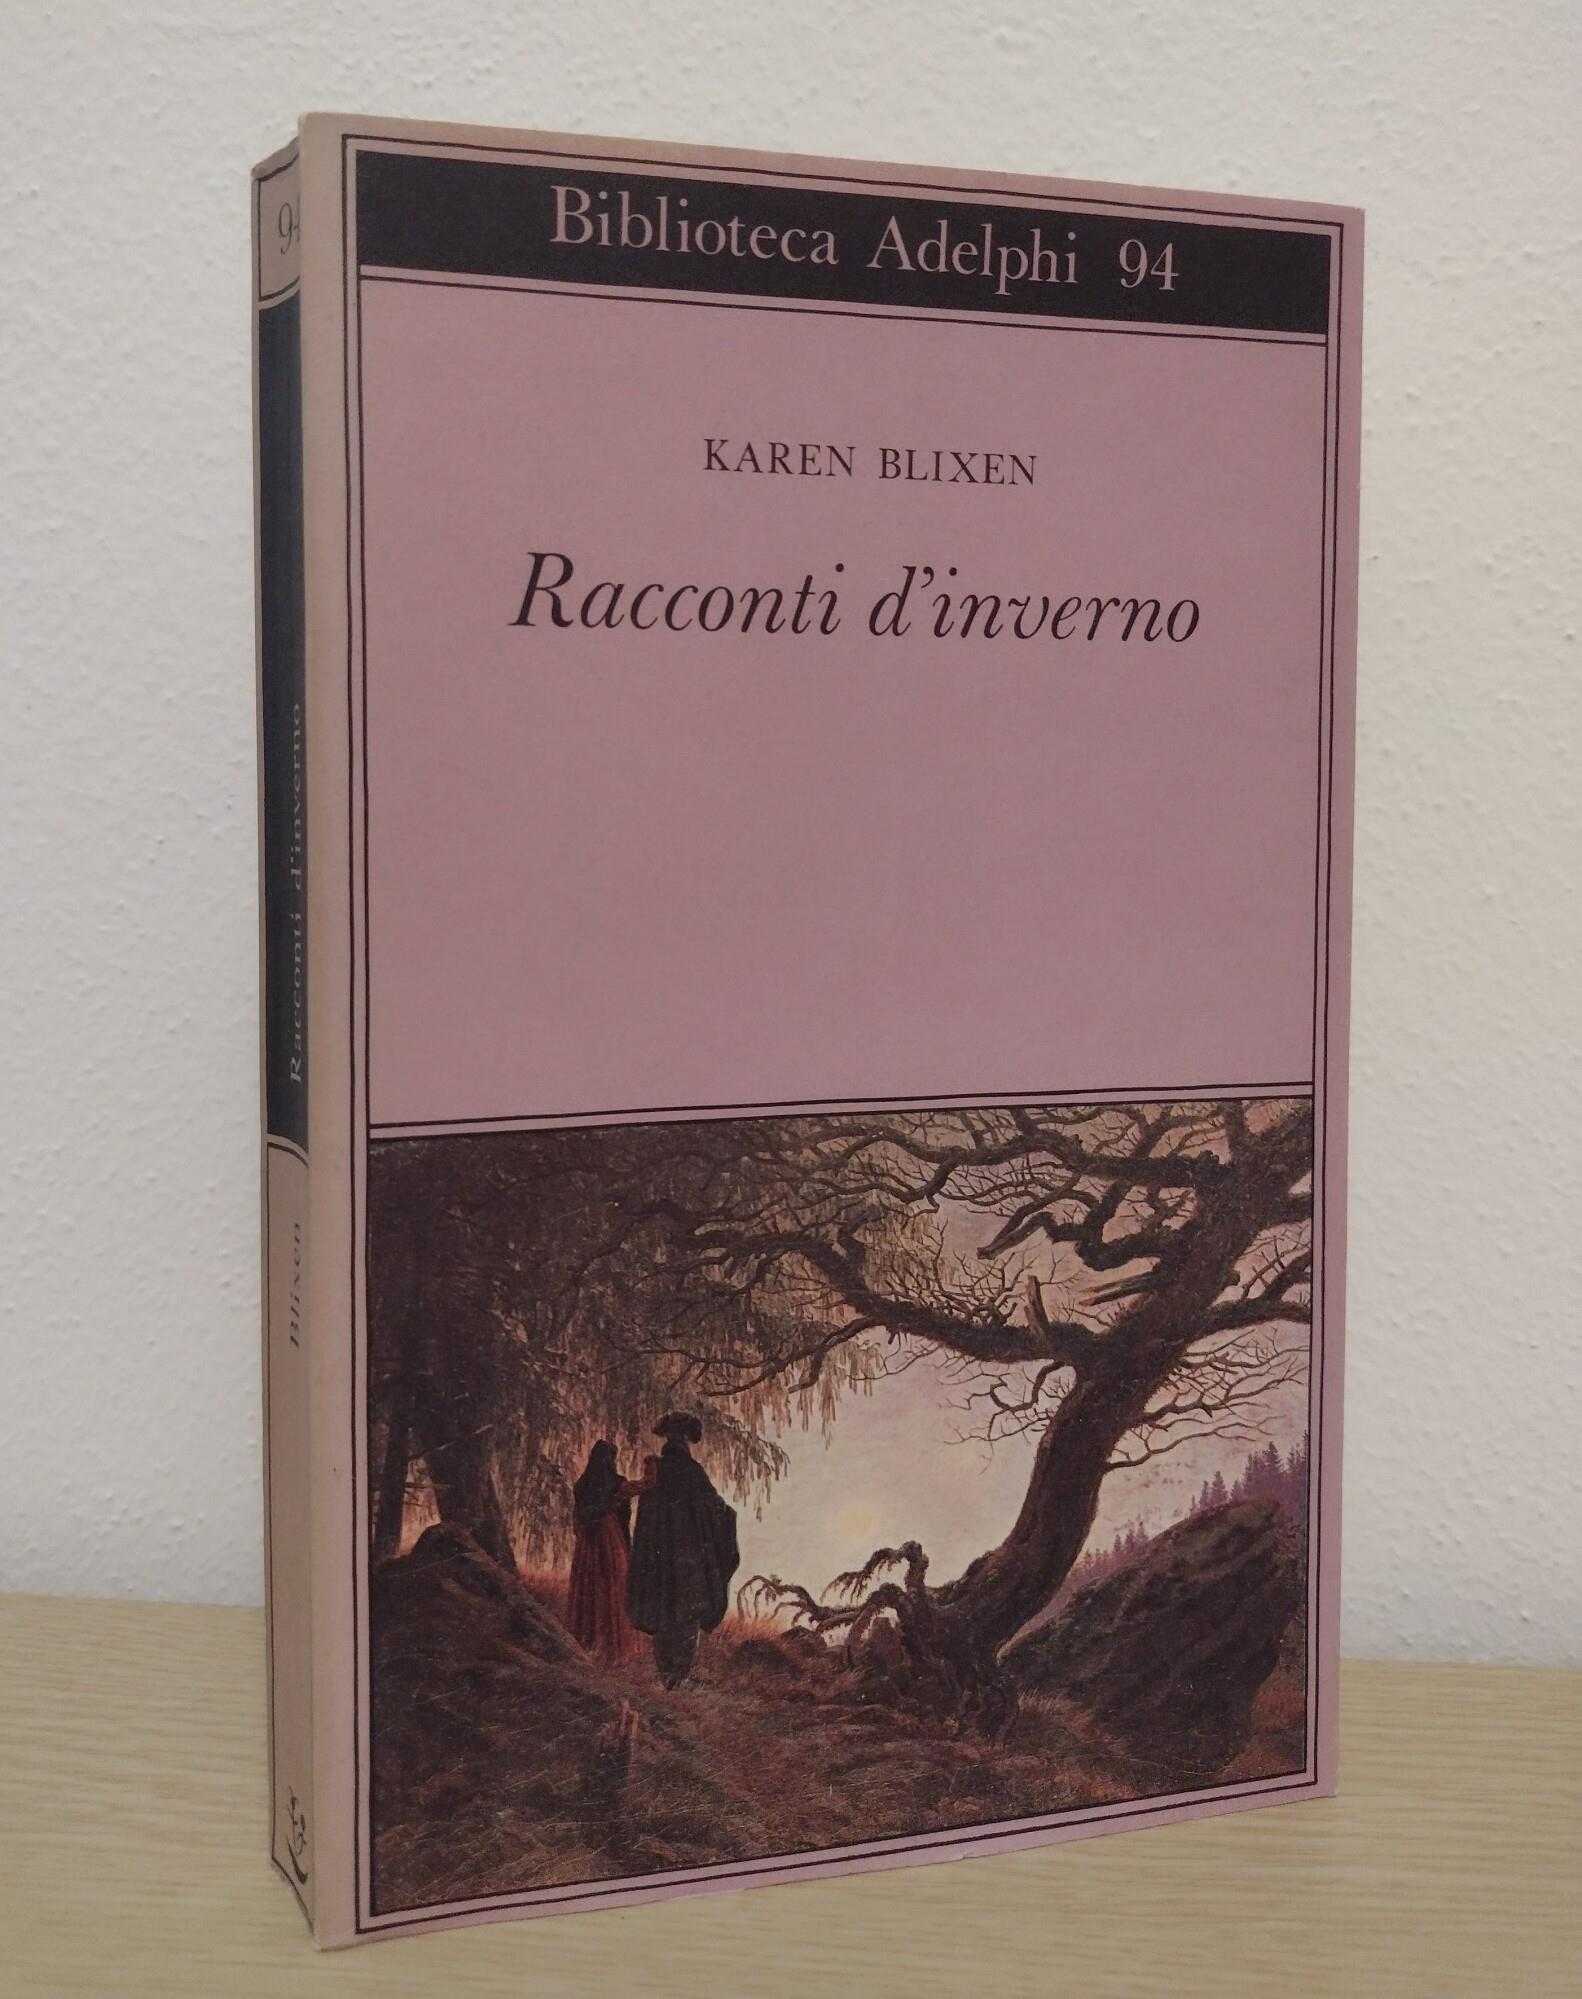 94
Racconti d'inverno
Blixen
Biblioteca Adelphi 94
KAREN BLIXEN
Racconti d'inverno